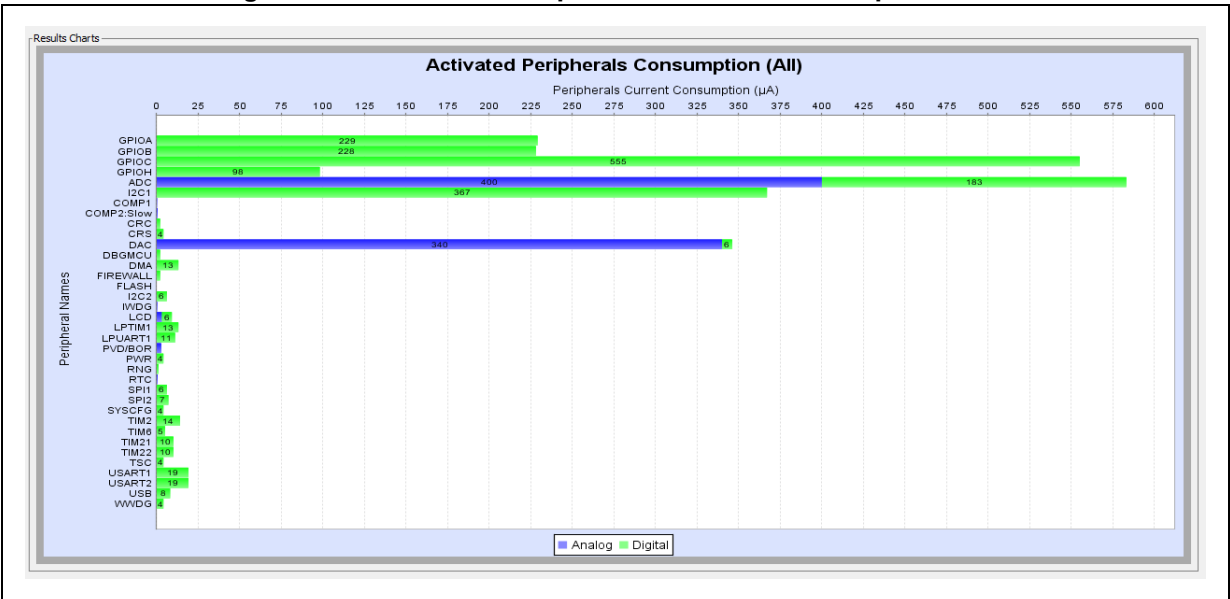 Results Charts
Activated Peripherals Consumption (All)
Peripherals Current Consumption (µA)
0 25 50 75 100 125 150 175 200 225 250 275 300 325 350 375 400 425 450 475 500 525 550 575 600
Peripheral Names
GPIOA 229
GPIOB 228
GPIOC 555
GPIOH 98
ADC 400 183
I2C1 367
COMP1
COMP2:Slow
CRC
CRS 4
DAC 340 6
DBGMCU
DMA 13
FIREWALL
FLASH
I2C2 6
IWDG
LCD 6
LPTIM1 13
LPUART1 11
PVD/BOR
PWR 4
RNG
RTC
SPI1 6
SPI2 7
SYSCFG 4
TIM2 14
TIM6 5
TIM21 10
TIM22 10
TSC 4
USART1 19
USART2 19
USB 8
WWDG 4
Analog Digital